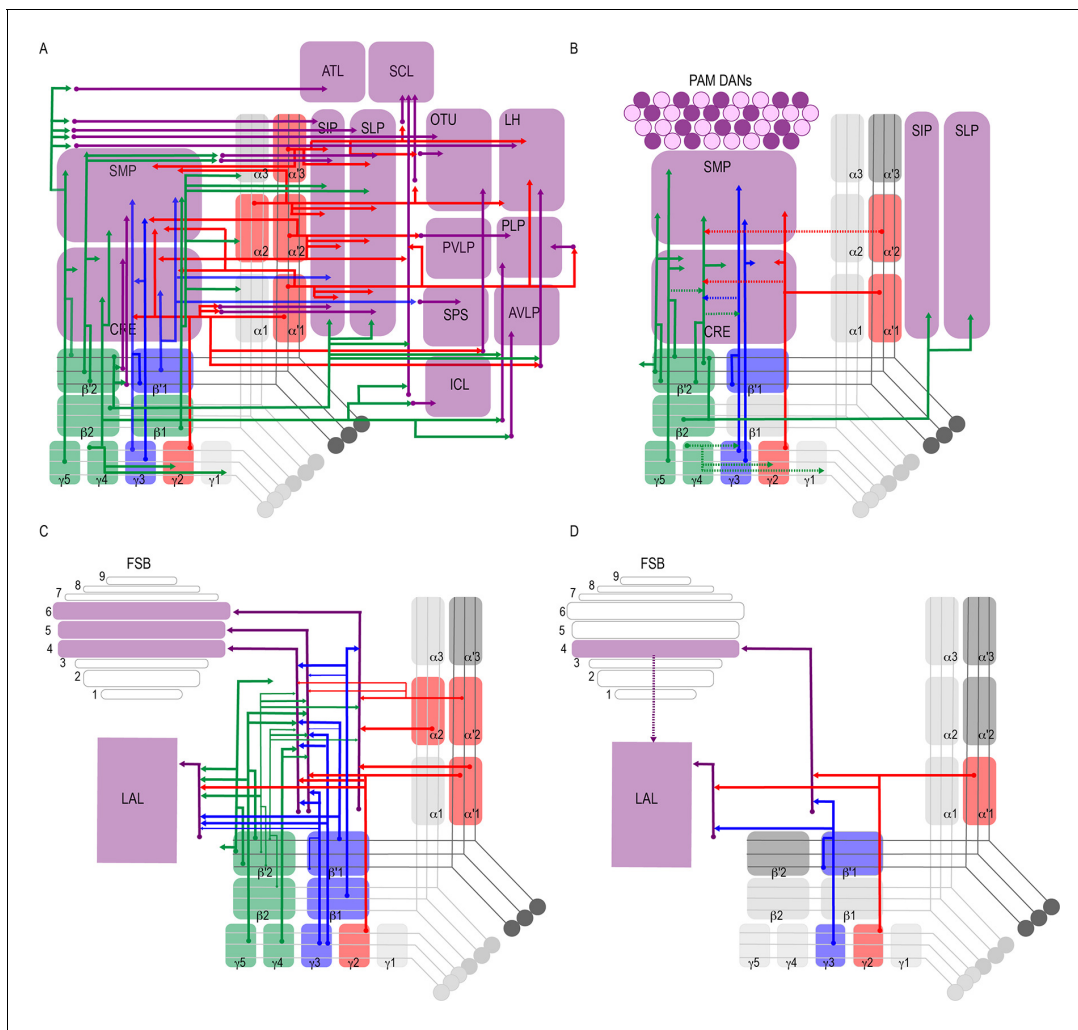 A
ATL
SCL
SIP
SLP
OTU
LH
SMP
α3
α'3
α2
α'2
PVLP
PLP
CRE
α1
α'1
SPS
AVLP
β'2
β'1
ICL
β2
β1
γ5
γ4
γ3
γ2
γ1
B
PAM DANs
SIP
SLP
SMP
α3
α'3
α2
α'2
CRE
α1
α'1
β'2
β'1
β2
β1
γ5
γ4
γ3
γ2
γ1
C
FSB
9
8
7
6
5
4
3
2
1
α3
α'3
α2
α'2
LAL
α1
α'1
β'2
β'1
β2
β1
γ5
γ4
γ3
γ2
γ1
D
FSB
9
8
7
6
5
4
3
2
1
α3
α'3
α2
α'2
LAL
α1
α'1
β'2
β'1
β2
β1
γ5
γ4
γ3
γ2
γ1